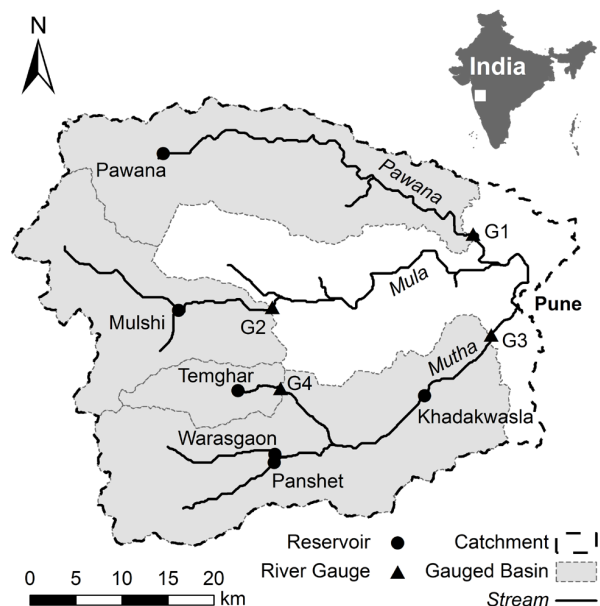 N
India
Pawana
Pawana
G1
Mula
Pune
Mulshi
G2
G3
Mutha
Temghar
G4
Khadakwasla
Warasgaon
Panshet
Reservoir
Catchment
River Gauge
Gauged Basin
Stream
0 5 10 15 20
km